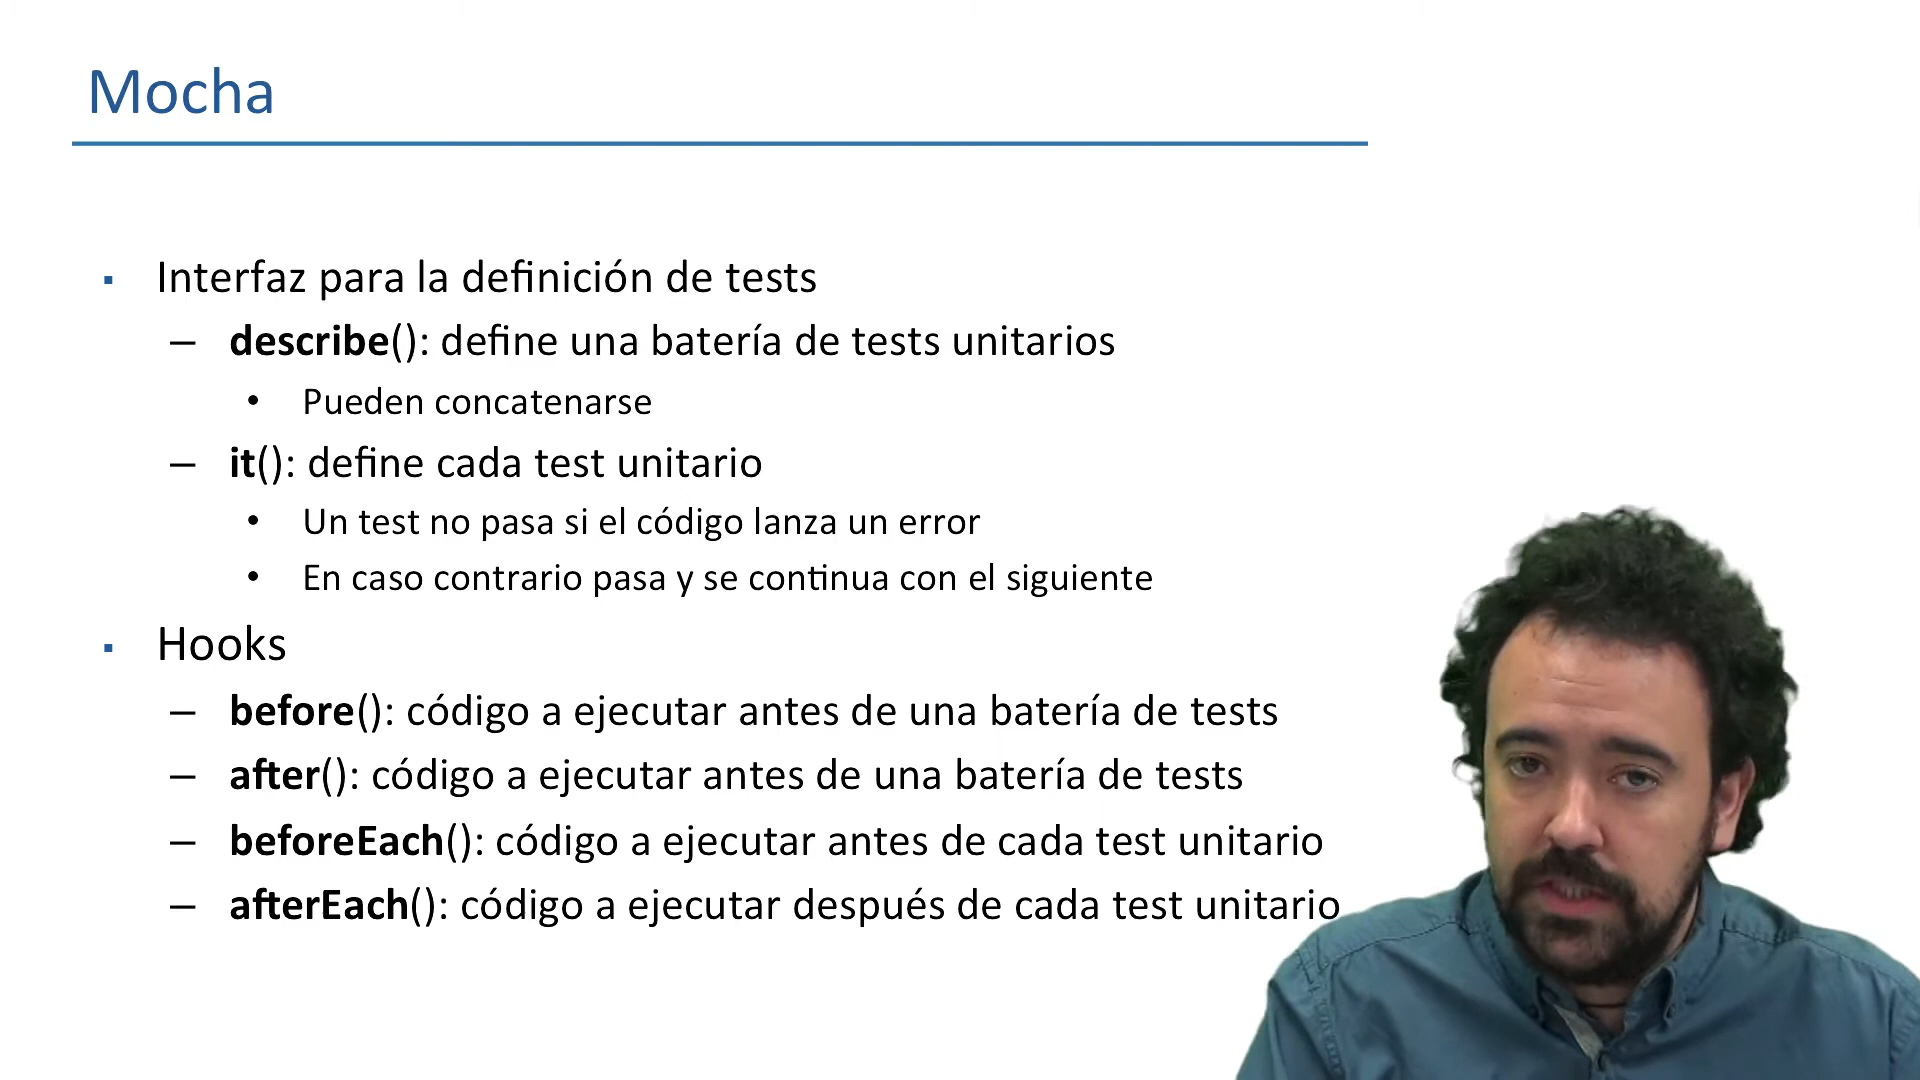 Mocha
▪ Interfaz para la definición de tests
– describe(): define una batería de tests unitarios
• Pueden concatenarse
– it(): define cada test unitario
• Un test no pasa si el código lanza un error
• En caso contrario pasa y se continua con el siguiente
▪ Hooks
– before(): código a ejecutar antes de una batería de tests
– after(): código a ejecutar antes de una batería de tests
– beforeEach(): código a ejecutar antes de cada test unitario
– afterEach(): código a ejecutar después de cada test unitario